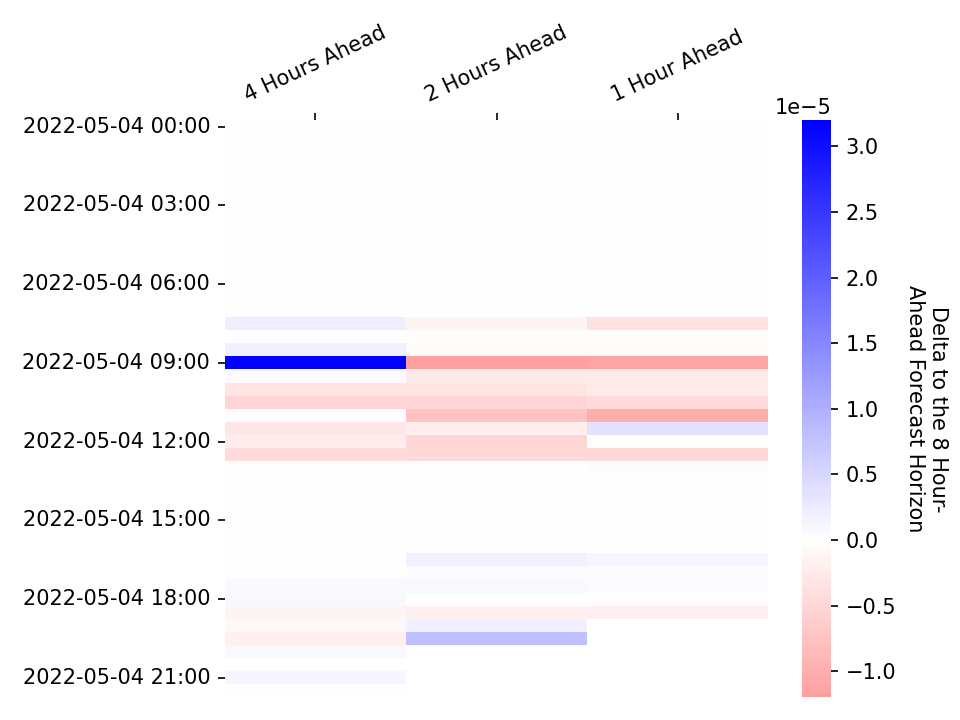 4 Hours Ahead
2 Hours Ahead
1 Hour Ahead
1e−5
2022-05-04 00:00
2022-05-04 03:00
2022-05-04 06:00
2022-05-04 09:00
2022-05-04 12:00
2022-05-04 15:00
2022-05-04 18:00
2022-05-04 21:00
3.0
2.5
2.0
1.5
1.0
0.5
0.0
−0.5
−1.0
Delta to the 8 Hour-
Ahead Forecast Horizon